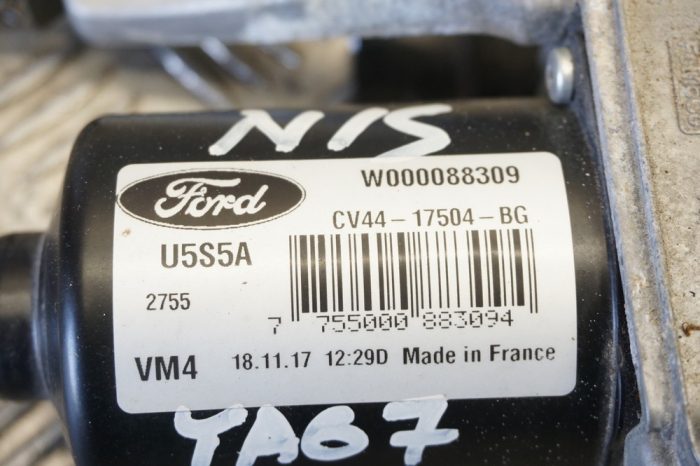 NIS
Ford
W000088309
CV44-17504-BG
U5S5A
2755
7 755000 883094
VM4 18.11.17 12:29D Made in France
YA67